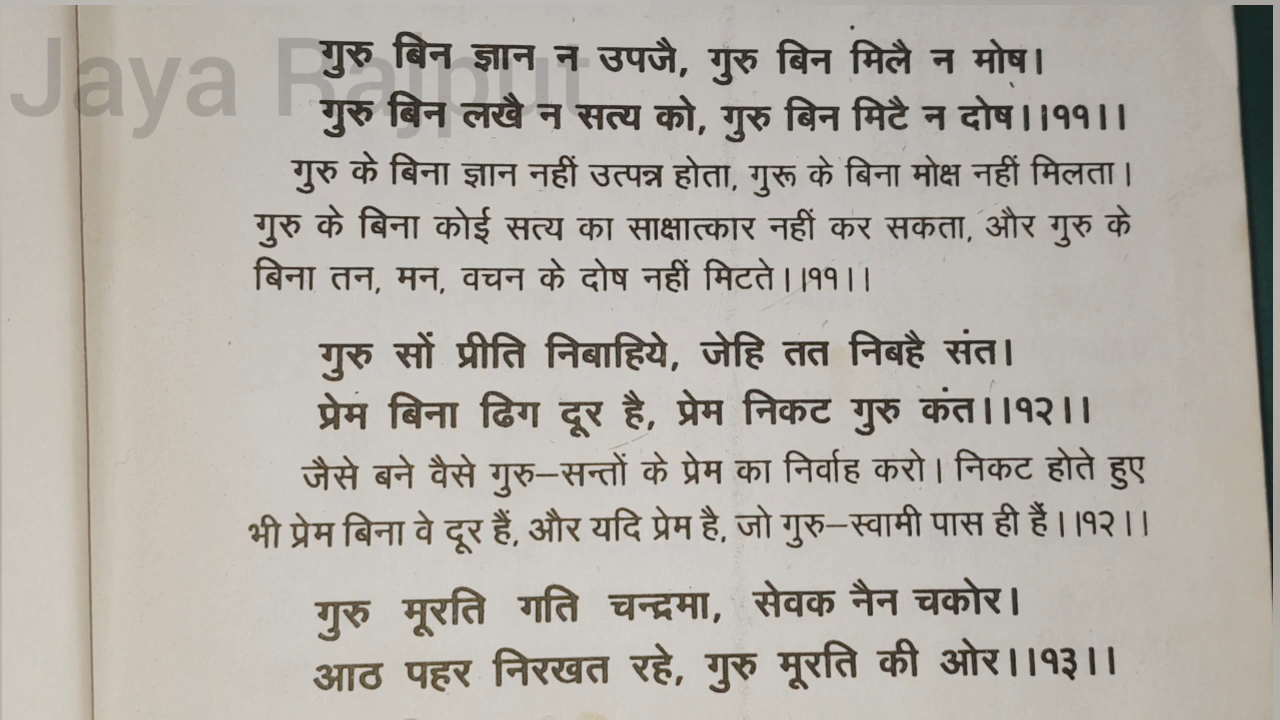 Jaya Rajput
गुरु बिन ज्ञान न उपजै, गुरु बिन मिलै न मोष।
गुरु बिन लखै न सत्य को, गुरु बिन मिटै न दोष।।११।।
गुरु के बिना ज्ञान नहीं उत्पन्न होता, गुरू के बिना मोक्ष नहीं मिलता।
गुरु के बिना कोई सत्य का साक्षात्कार नहीं कर सकता, और गुरु के
बिना तन, मन, वचन के दोष नहीं मिटते।।११।।
गुरु सों प्रीति निबाहिये, जेहि तत निबहै संत।
प्रेम बिना ढिग दूर है, प्रेम निकट गुरु कंत।।१२।।
जैसे बने वैसे गुरु–सन्तों के प्रेम का निर्वाह करो। निकट होते हुए
भी प्रेम बिना वे दूर हैं, और यदि प्रेम है, जो गुरु–स्वामी पास ही हैं।।१२।।
गुरु मूरति गति चन्द्रमा, सेवक नैन चकोर।
आठ पहर निरखत रहे, गुरु मूरति की ओर।।१३।।